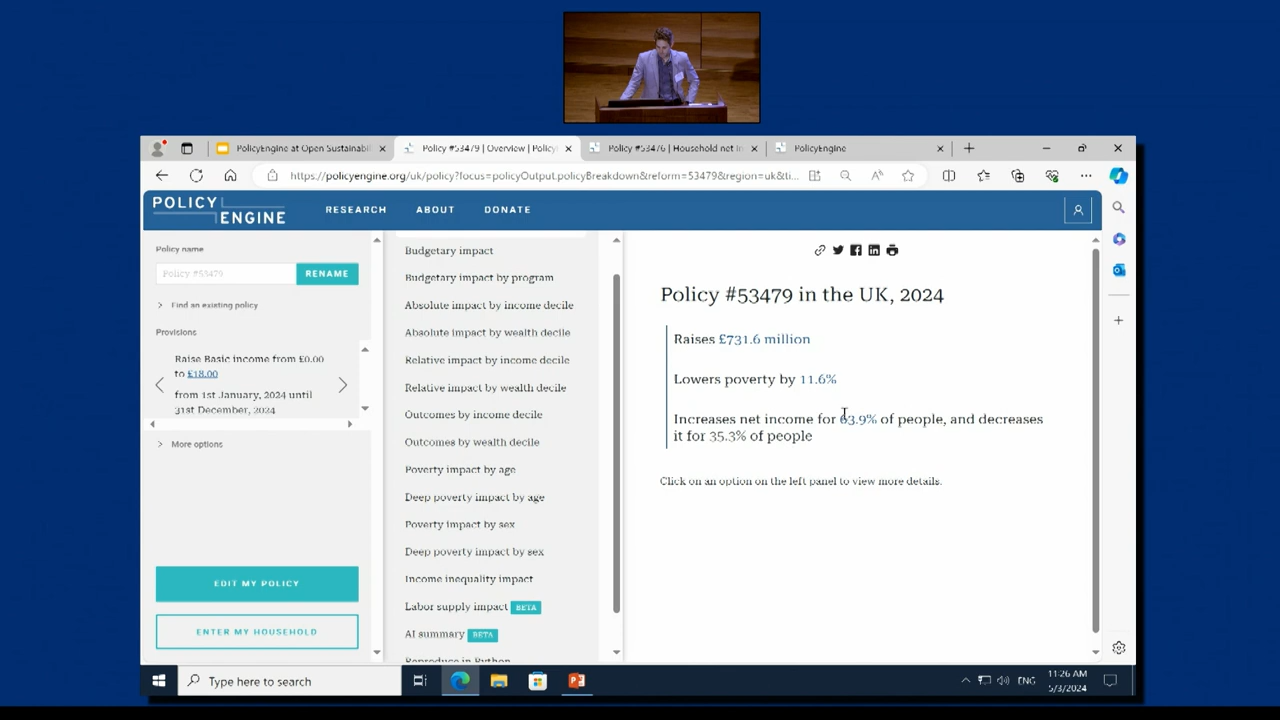 PolicyEngine at Open Sustainabil
Policy #53479 | Overview | Policy
Policy #53476 | Household net in
PolicyEngine
https://policyengine.org/uk/policy?focus=policyOutput.policyBreakdown&reform=53479&region=uk&ti...
POLICY
ENGINE
RESEARCH
ABOUT
DONATE
Policy name
Policy #53479
RENAME
Find an existing policy
Provisions
Raise Basic income from £0.00
to £18.00
from 1st January, 2024 until
31st December, 2024
More options
EDIT MY POLICY
ENTER MY HOUSEHOLD
Budgetary impact
Budgetary impact by program
Absolute impact by income decile
Absolute impact by wealth decile
Relative impact by income decile
Relative impact by wealth decile
Outcomes by income decile
Outcomes by wealth decile
Poverty impact by age
Deep poverty impact by age
Poverty impact by sex
Deep poverty impact by sex
Income inequality impact
Labor supply impact BETA
AI summary BETA
Reproduce in Python
Policy #53479 in the UK, 2024
Raises £731.6 million
Lowers poverty by 11.6%
Increases net income for 63.9% of people, and decreases
it for 35.3% of people
Click on an option on the left panel to view more details.
Type here to search
ENG
11:26 AM
5/3/2024